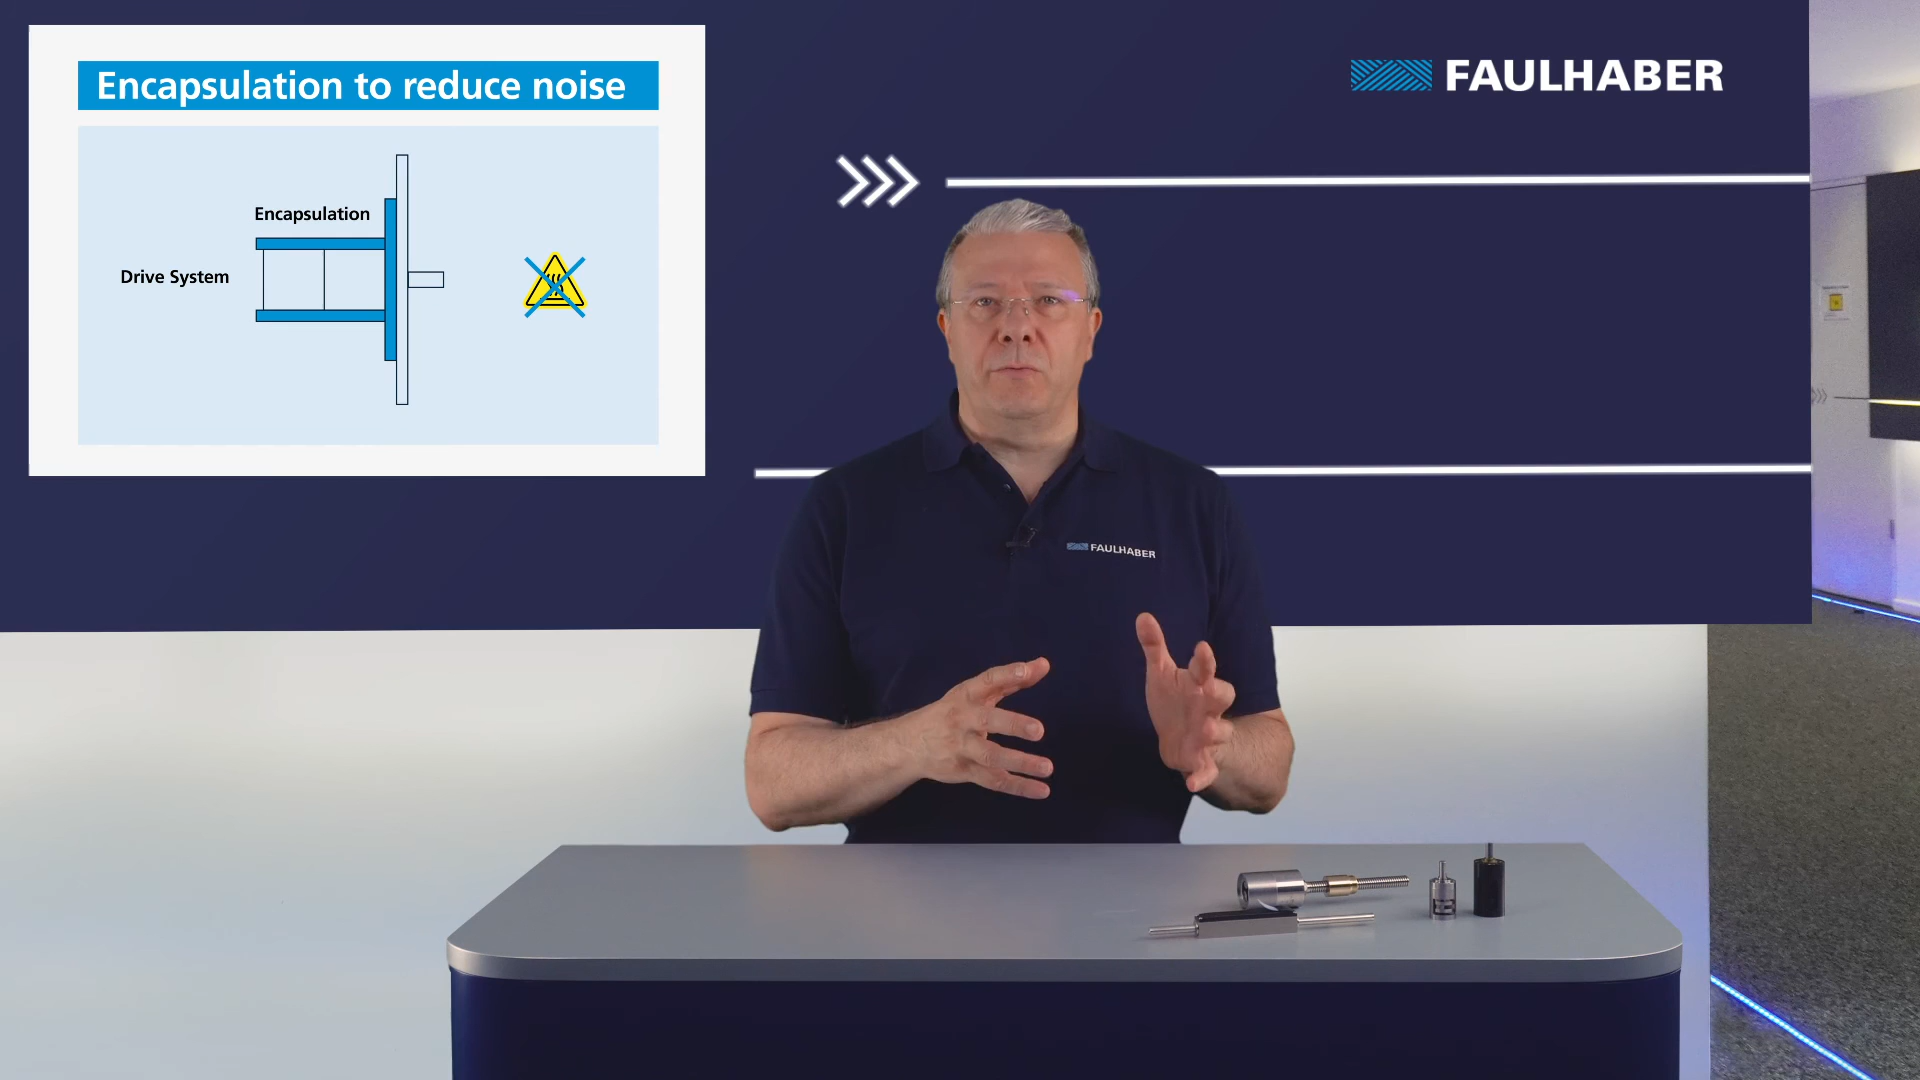 Encapsulation to reduce noise
Encapsulation
Drive System
FAULHABER
FAULHABER